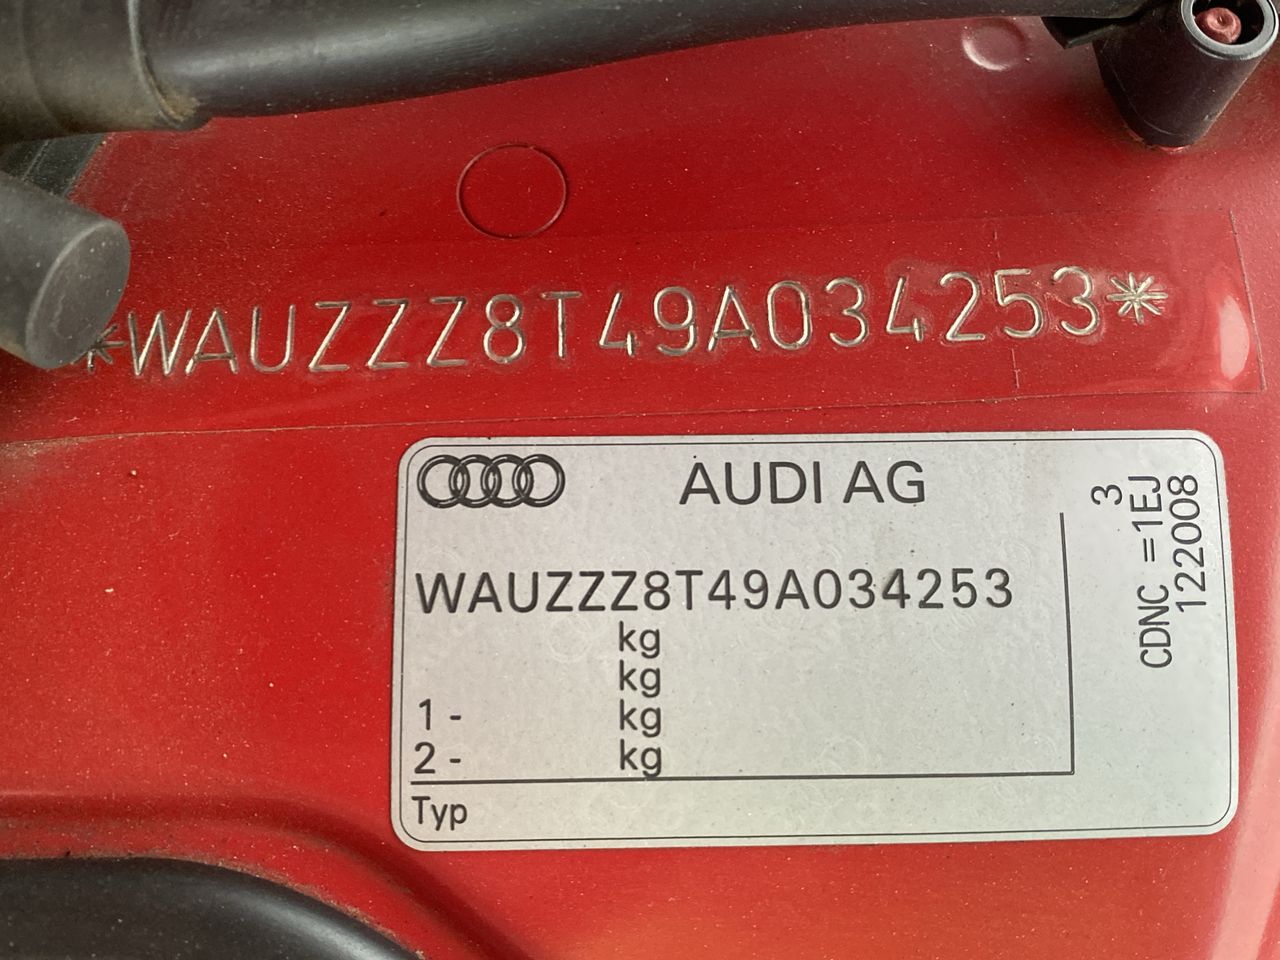 *WAUZZZ8T49A034253*
AUDI AG
WAUZZZ8T49A034253
kg
kg
1 - kg
2 - kg
Typ
3
CDNC =1EJ
122008